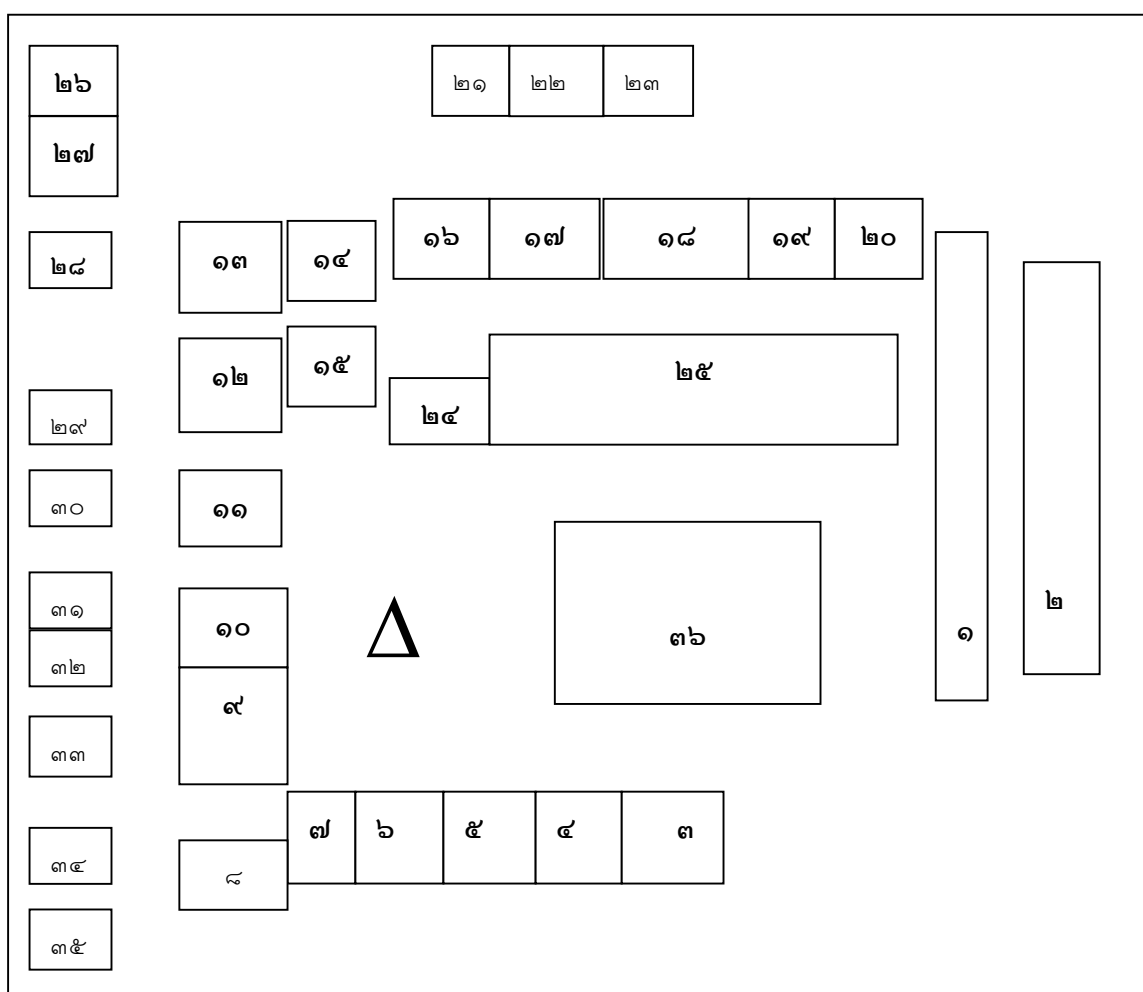 ๒๖
๒๑ ๒๒ ๒๓
๒๗
๑๖ ๑๗ ๑๘ ๑๙ ๒๐
๒๘ ๑๓ ๑๔
๑๒ ๑๕ ๒๕
๒๙ ๒๔
๓๐ ๑๑
๓๑ ๒
๓๒ ๑๐ Δ ๓๖ ๑
๙
๓๓
๗ ๖ ๕ ๔ ๓
๓๔ ๘
๓๕